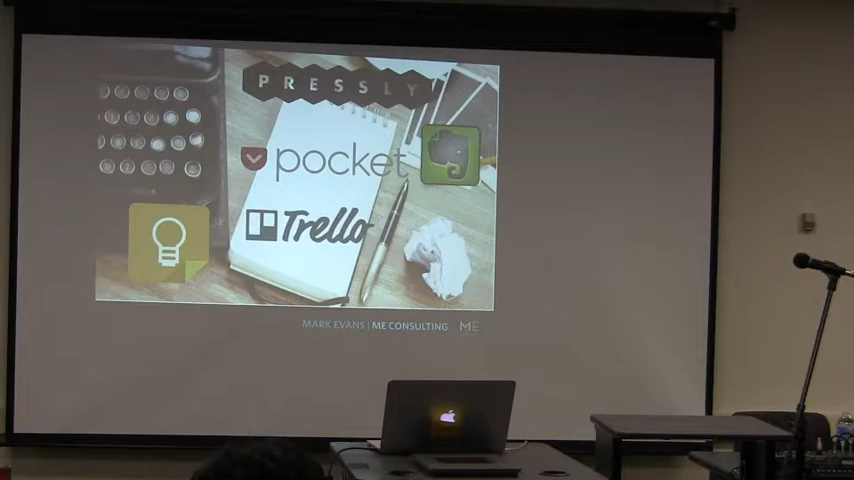 PRESSLY
pocket
Trello
MARK EVANS | ME CONSULTING ME